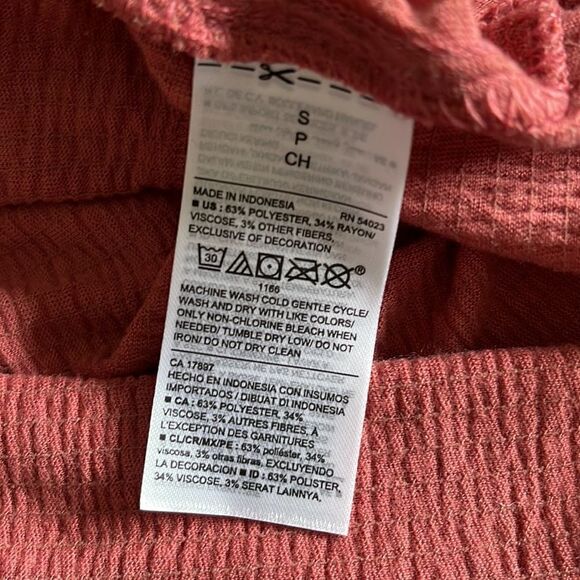 S
P
CH
MADE IN INDONESIA RN 54023
■ US : 63% POLYESTER, 34% RAYON/
VISCOSE, 3% OTHER FIBERS,
EXCLUSIVE OF DECORATION
30 ®
1166
MACHINE WASH COLD GENTLE CYCLE/
WASH AND DRY WITH LIKE COLORS/
ONLY NON-CHLORINE BLEACH WHEN
NEEDED/ TUMBLE DRY LOW/ DO NOT
IRON/ DO NOT DRY CLEAN
CA 17897
HECHO EN INDONESIA CON INSUMOS
IMPORTADOS / DIBUAT DI INDONESIA
■ CA : 63% POLYESTER, 34%
VISCOSE, 3% AUTRES FIBRES, À
L'EXCEPTION DES GARNITURES
■ CL/CR/MX/PE : 63% poliéster, 34%
viscosa, 3% otras fibras, EXCLUYENDO
LA DECORACION ■ ID : 63% POLISTER,
34% VISCOSE, 3% SERAT LAINNYA.